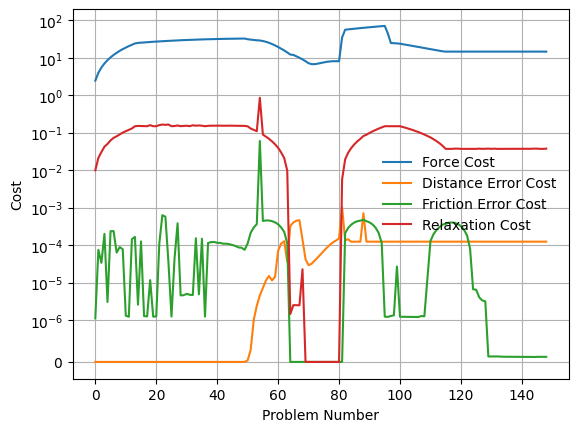 10²
10¹
10⁰
10⁻¹
10⁻²
10⁻³
10⁻⁴
10⁻⁵
10⁻⁶
0
Cost
Force Cost
Distance Error Cost
Friction Error Cost
Relaxation Cost
0 20 40 60 80 100 120 140
Problem Number